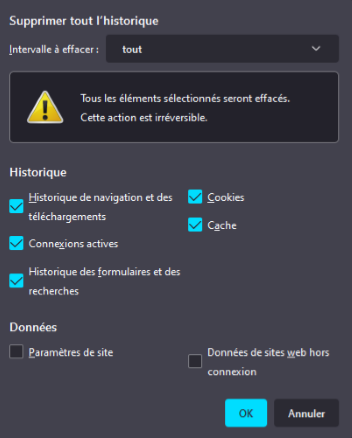 Supprimer tout l'historique
Intervalle à effacer : tout
Tous les éléments sélectionnés seront effacés.
Cette action est irréversible.
Historique
Historique de navigation et des
téléchargements
Cookies
Cache
Connexions actives
Historique des formulaires et des
recherches
Données
Paramètres de site
Données de sites web hors
connexion
OK
Annuler